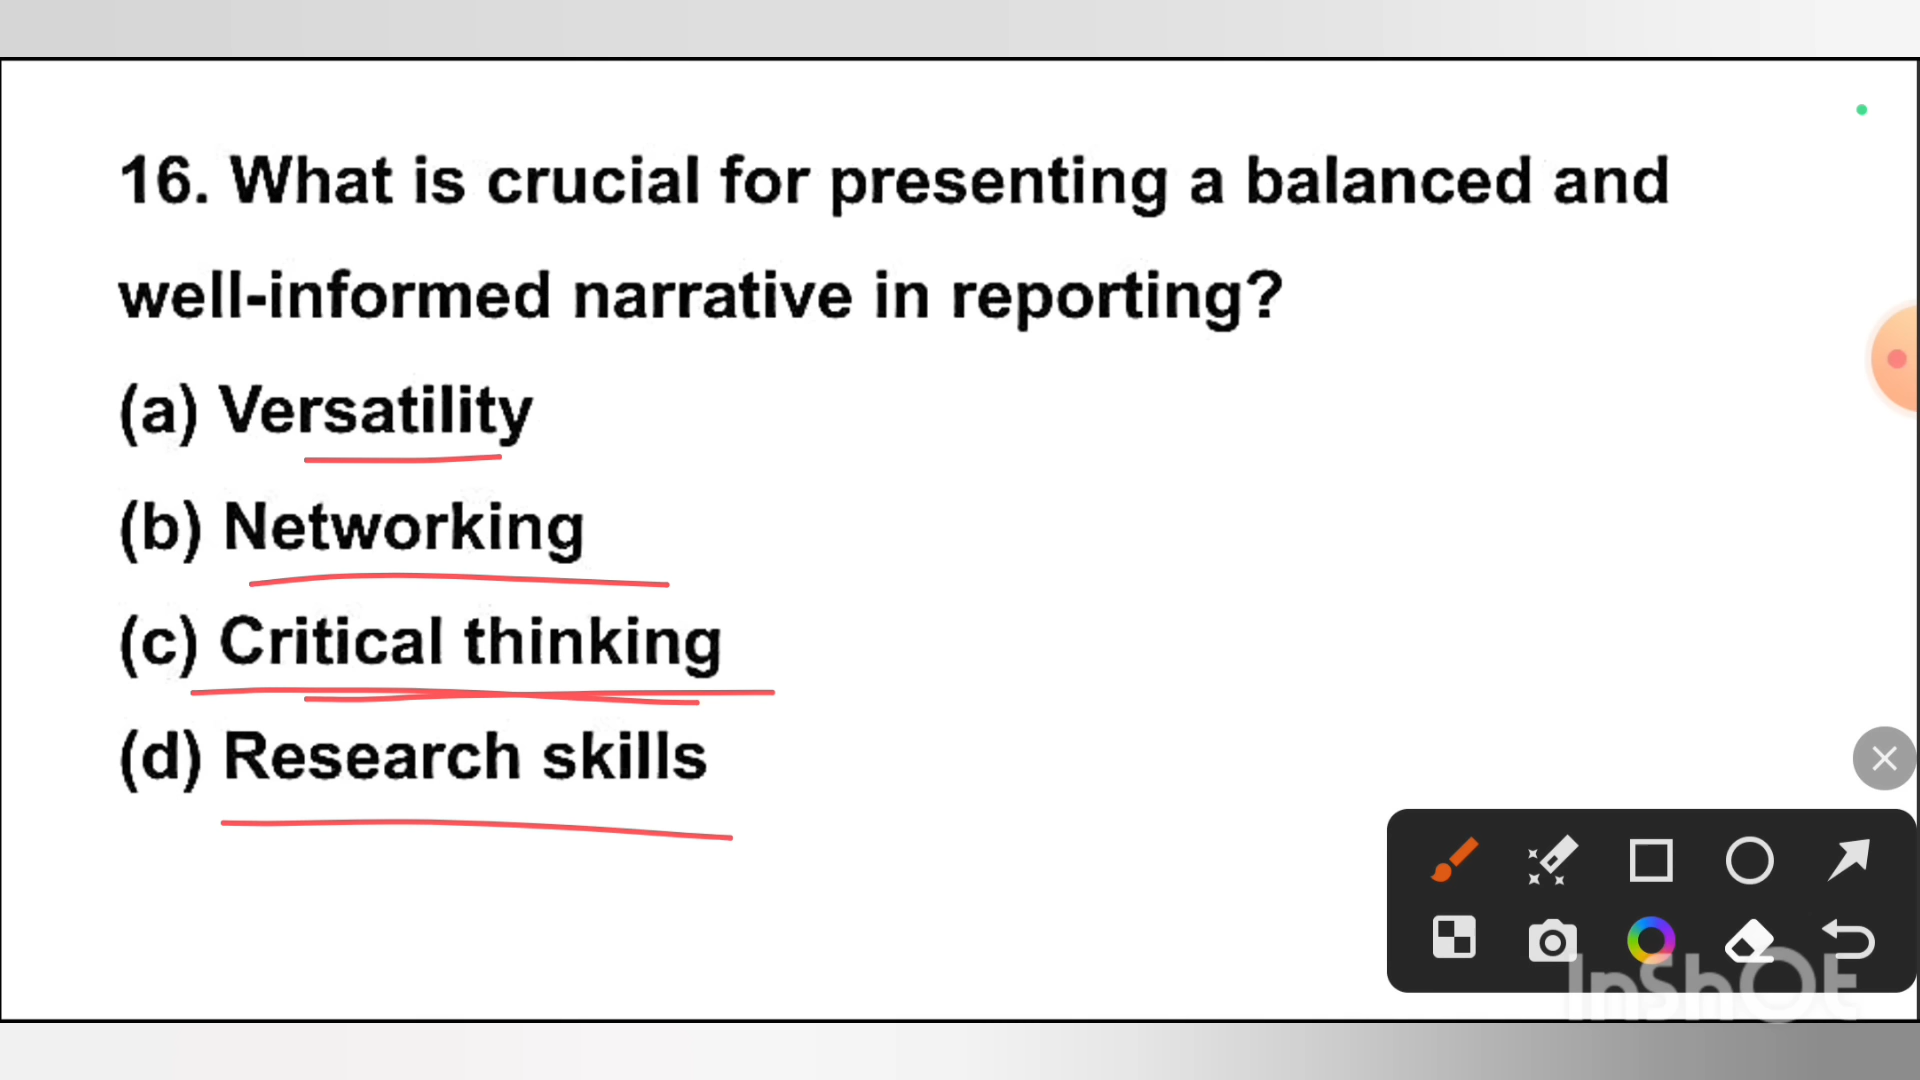 16. What is crucial for presenting a balanced and
well-informed narrative in reporting?
(a) Versatility
(b) Networking
(c) Critical thinking
(d) Research skills
InShOt